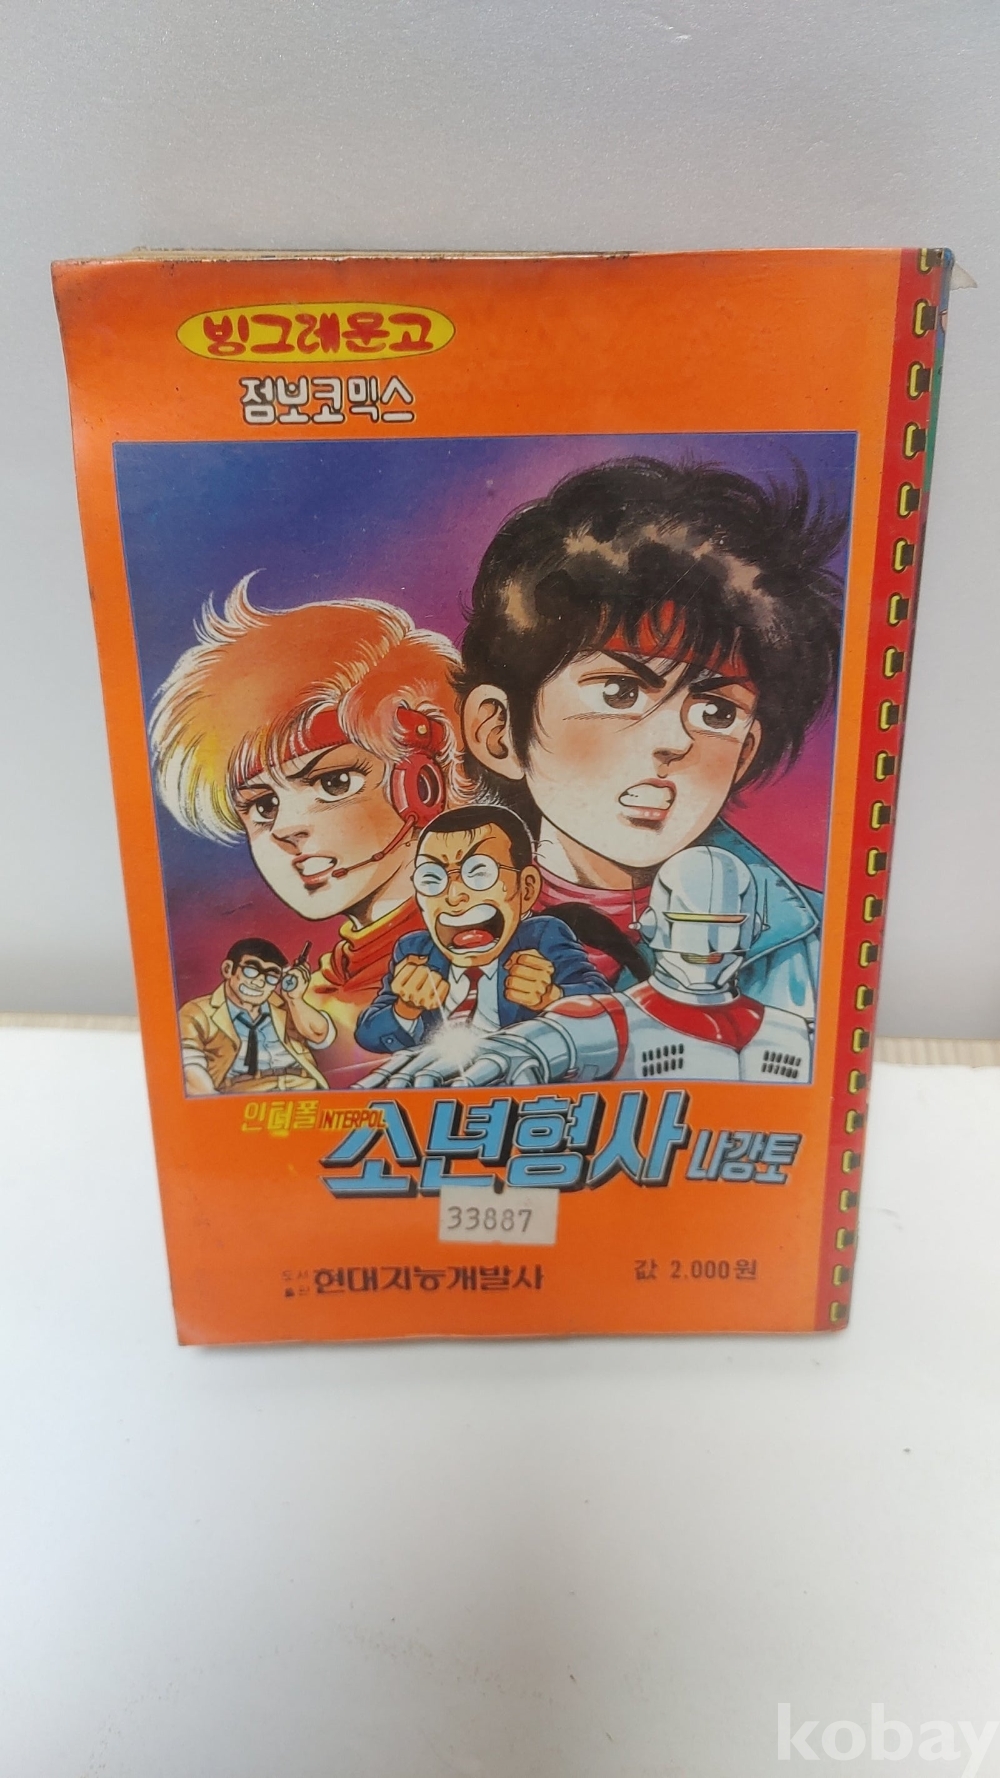 빙그레문고
점보코믹스
인터폴 INTERPOL
소년형사 나강토
33887
도서출판 현대지능개발사
값 2,000원
kobay